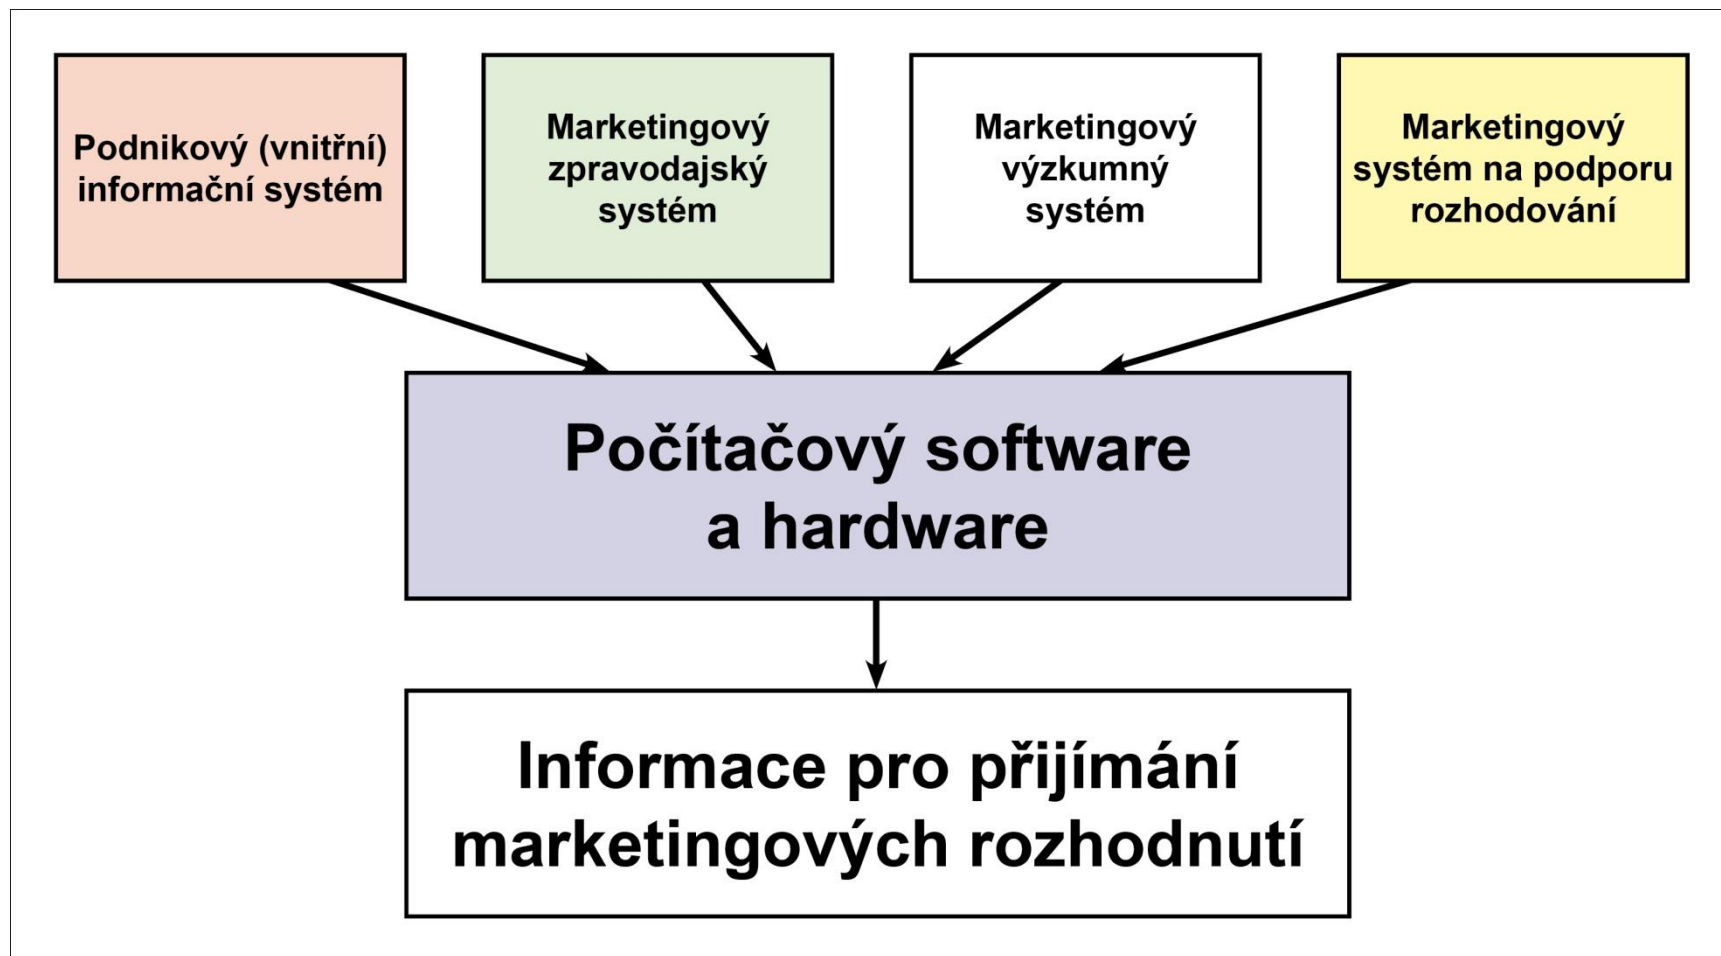 Podnikový (vnitřní)
informační systém
Marketingový
zpravodajský
systém
Marketingový
výzkumný
systém
Marketingový
systém na podporu
rozhodování
Počítačový software
a hardware
Informace pro přijímání
marketingových rozhodnutí